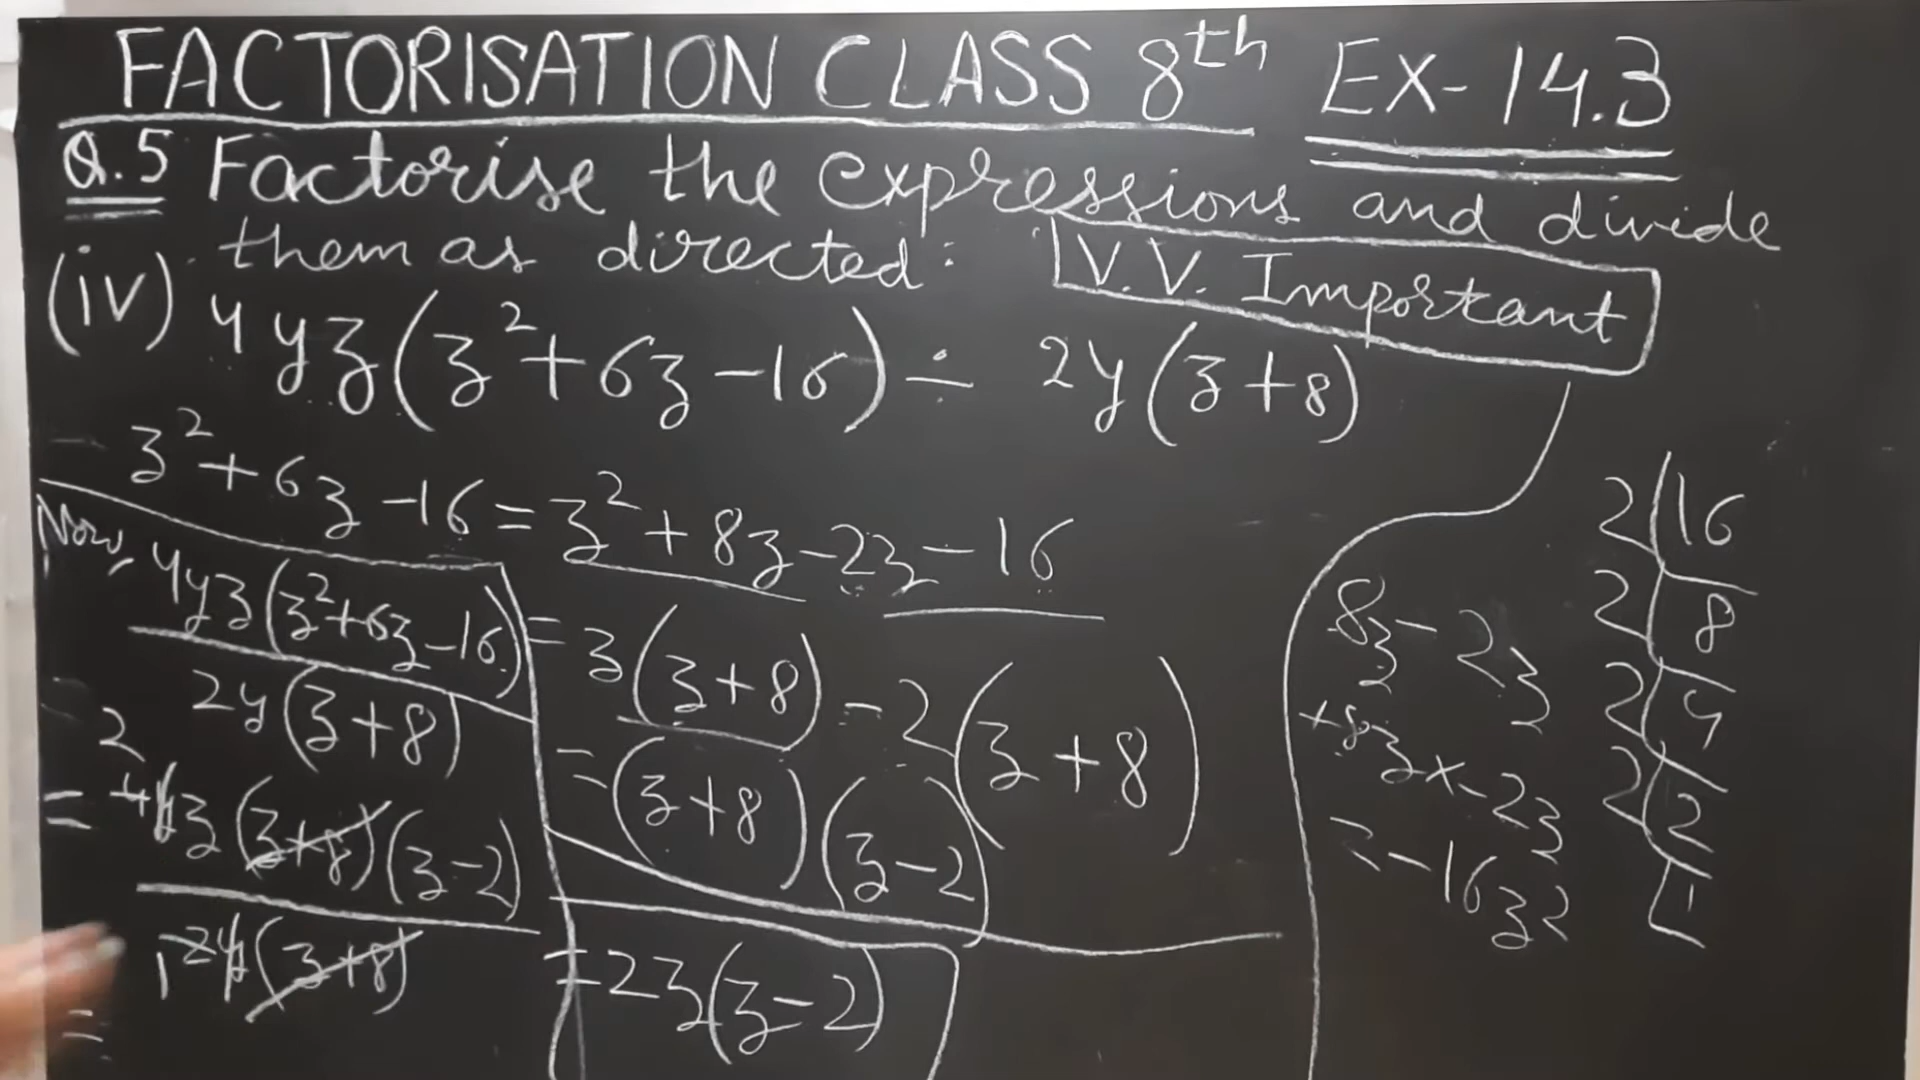 FACTORISATION CLASS 8th EX-14.3
Q.5 Factorise the expressions and divide
them as directed: V.V. Important
(iv) 4yz(z²+6z-16) ÷ 2y(z+8)
z²+6z-16 = z²+8z-2z-16
= z(z+8)-2(z+8)
= (z+8)(z-2)
Now, 4yz(z²+6z-16)
2y(z+8)
2
= 4yz(z+8)(z-2)
1 2y(z+8)
=
= 2z(z-2)
8z-2z
+8z×-2z
= -16z²
2|16
2|8
2|4
2|2
|1